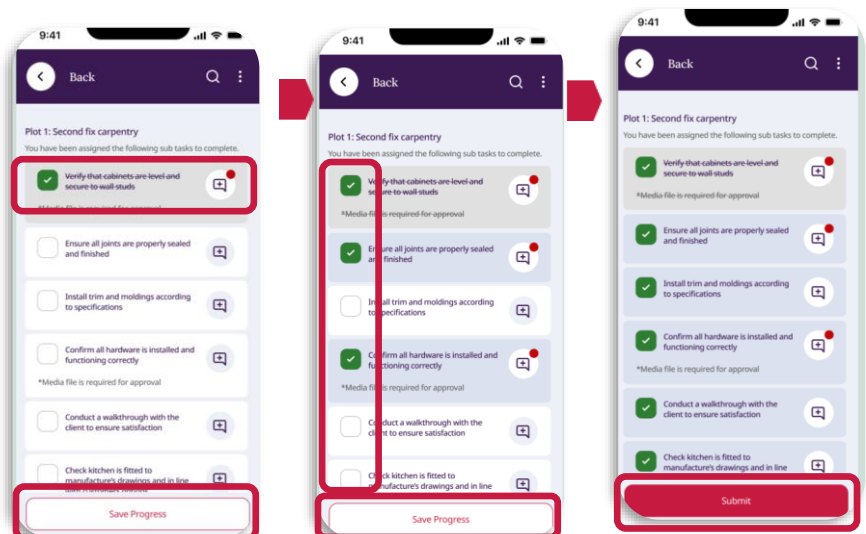 9:41
Back
Plot 1: Second fix carpentry
You have been assigned the following sub tasks to complete.
Verify that cabinets are level and
secure to wall studs
*Media file is required for approval
Ensure all joints are properly sealed
and finished
Install trim and moldings according
to specifications
Confirm all hardware is installed and
functioning correctly
*Media file is required for approval
Conduct a walkthrough with the
client to ensure satisfaction
Check kitchen is fitted to
manufacture's drawings and in line
with customer options
Save Progress
9:41
Back
Plot 1: Second fix carpentry
You have been assigned the following sub tasks to complete.
Verify that cabinets are level and
secure to wall studs
*Media file is required for approval
Ensure all joints are properly sealed
and finished
Install trim and moldings according
to specifications
Confirm all hardware is installed and
functioning correctly
*Media file is required for approval
Conduct a walkthrough with the
client to ensure satisfaction
Check kitchen is fitted to
manufacture's drawings and in line
Save Progress
9:41
Back
Plot 1: Second fix carpentry
You have been assigned the following sub tasks to complete.
Verify that cabinets are level and
secure to wall studs
*Media file is required for approval
Ensure all joints are properly sealed
and finished
Install trim and moldings according
to specifications
Confirm all hardware is installed and
functioning correctly
*Media file is required for approval
Conduct a walkthrough with the
client to ensure satisfaction
Check kitchen is fitted to
manufacture's drawings and in line
Submit